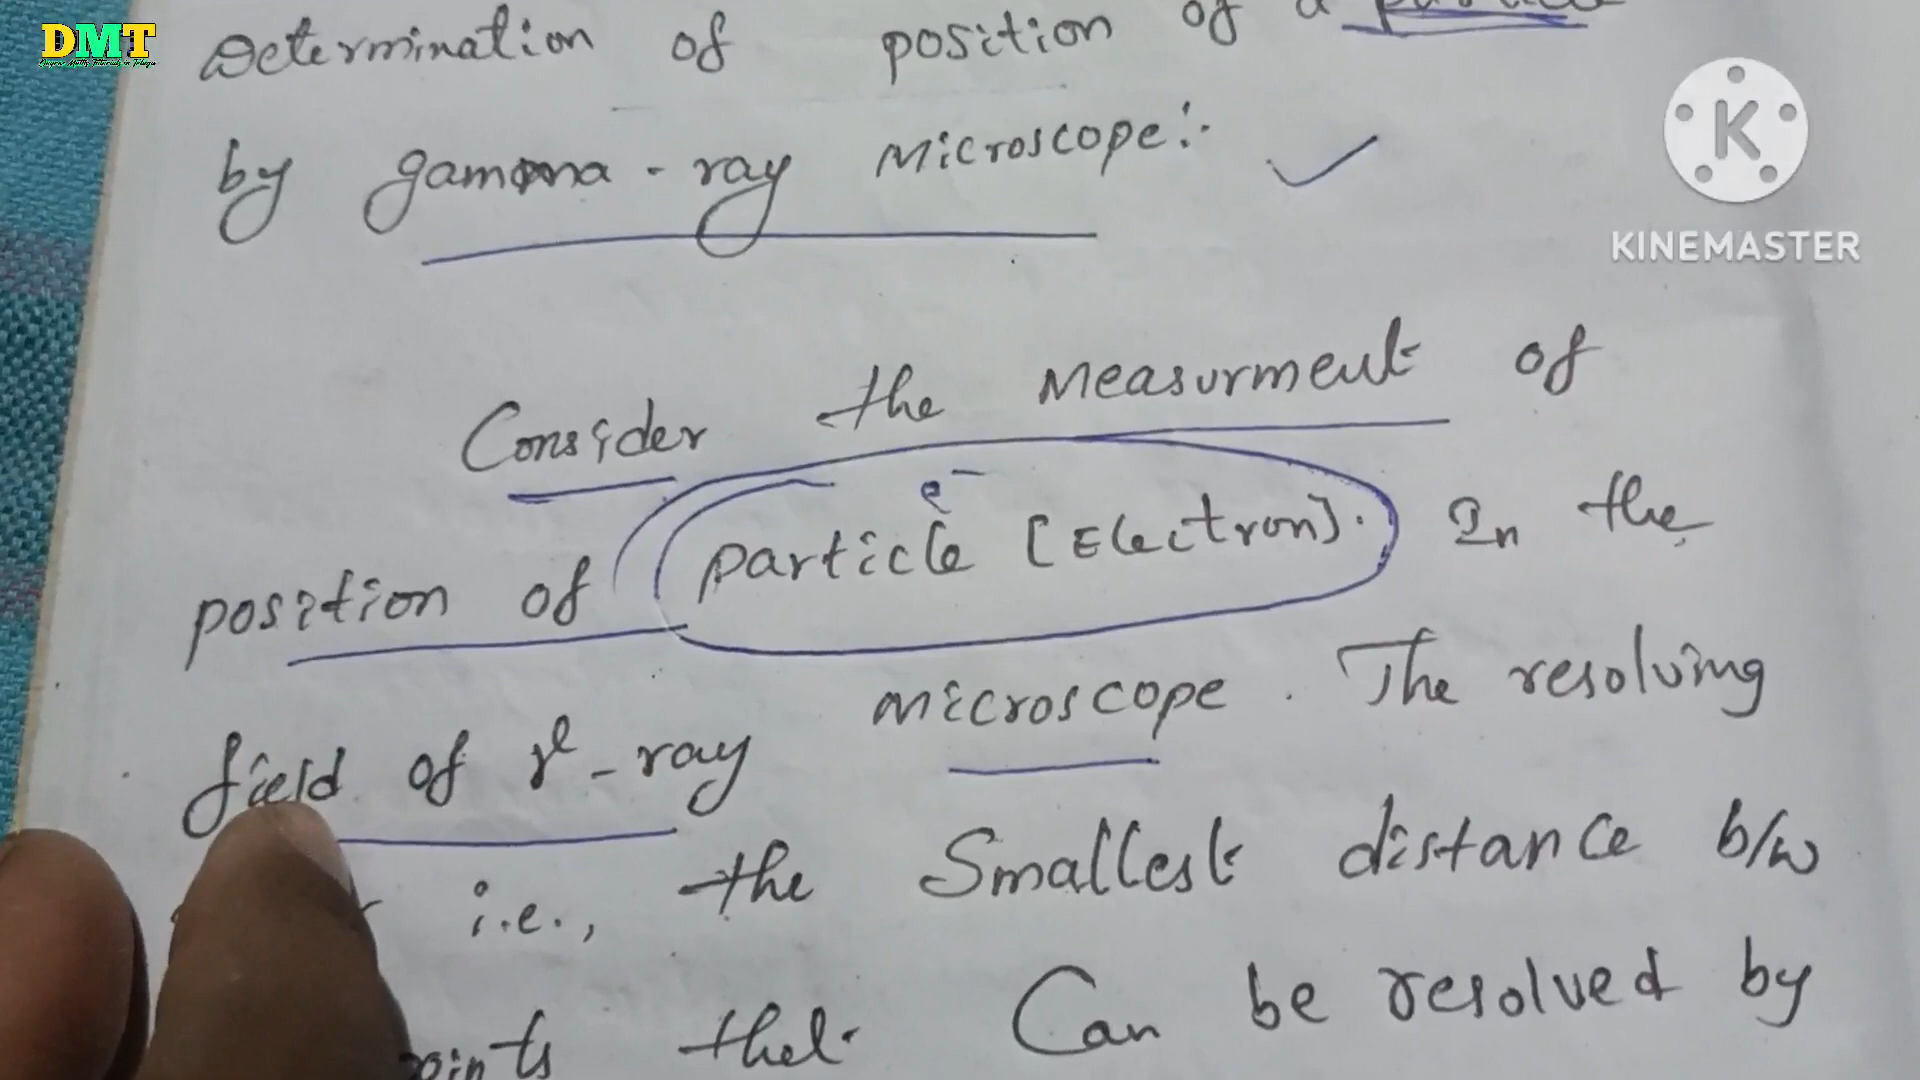 DMT
Determination of position of a
by gamma-ray Microscope:-
KINEMASTER
Consider the Measurment of
e-
position of particle [Electron]. In the
field of γ-ray microscope. The resolving
i.e., the Smallest distance b/w
points that Can be resolved by